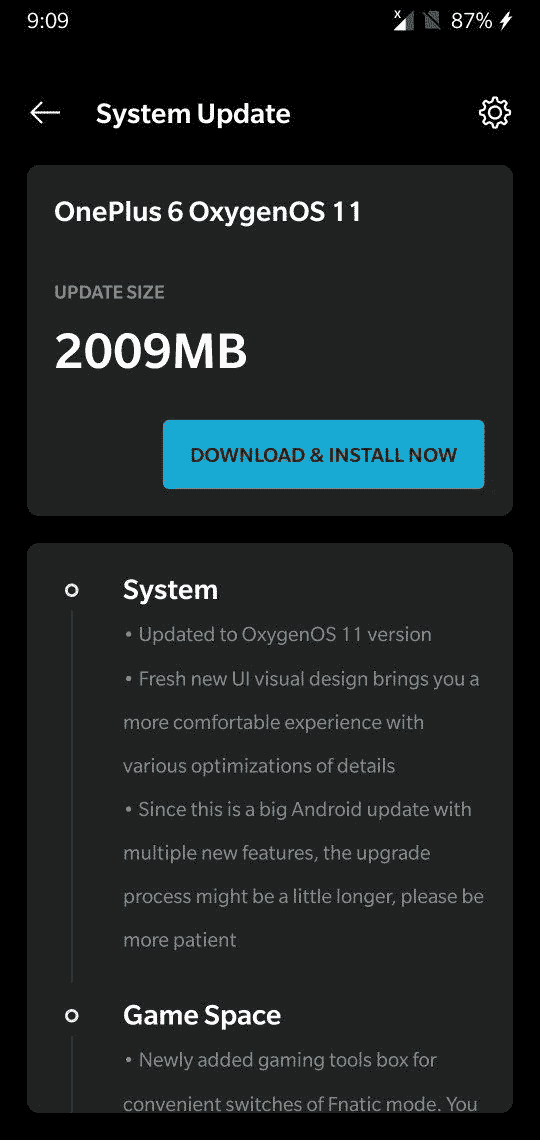 9:09
x
87%
System Update
OnePlus 6 OxygenOS 11
UPDATE SIZE
2009MB
DOWNLOAD & INSTALL NOW
System
• Updated to OxygenOS 11 version
• Fresh new UI visual design brings you a
more comfortable experience with
various optimizations of details
• Since this is a big Android update with
multiple new features, the upgrade
process might be a little longer, please be
more patient
Game Space
• Newly added gaming tools box for
convenient switches of Fnatic mode. You